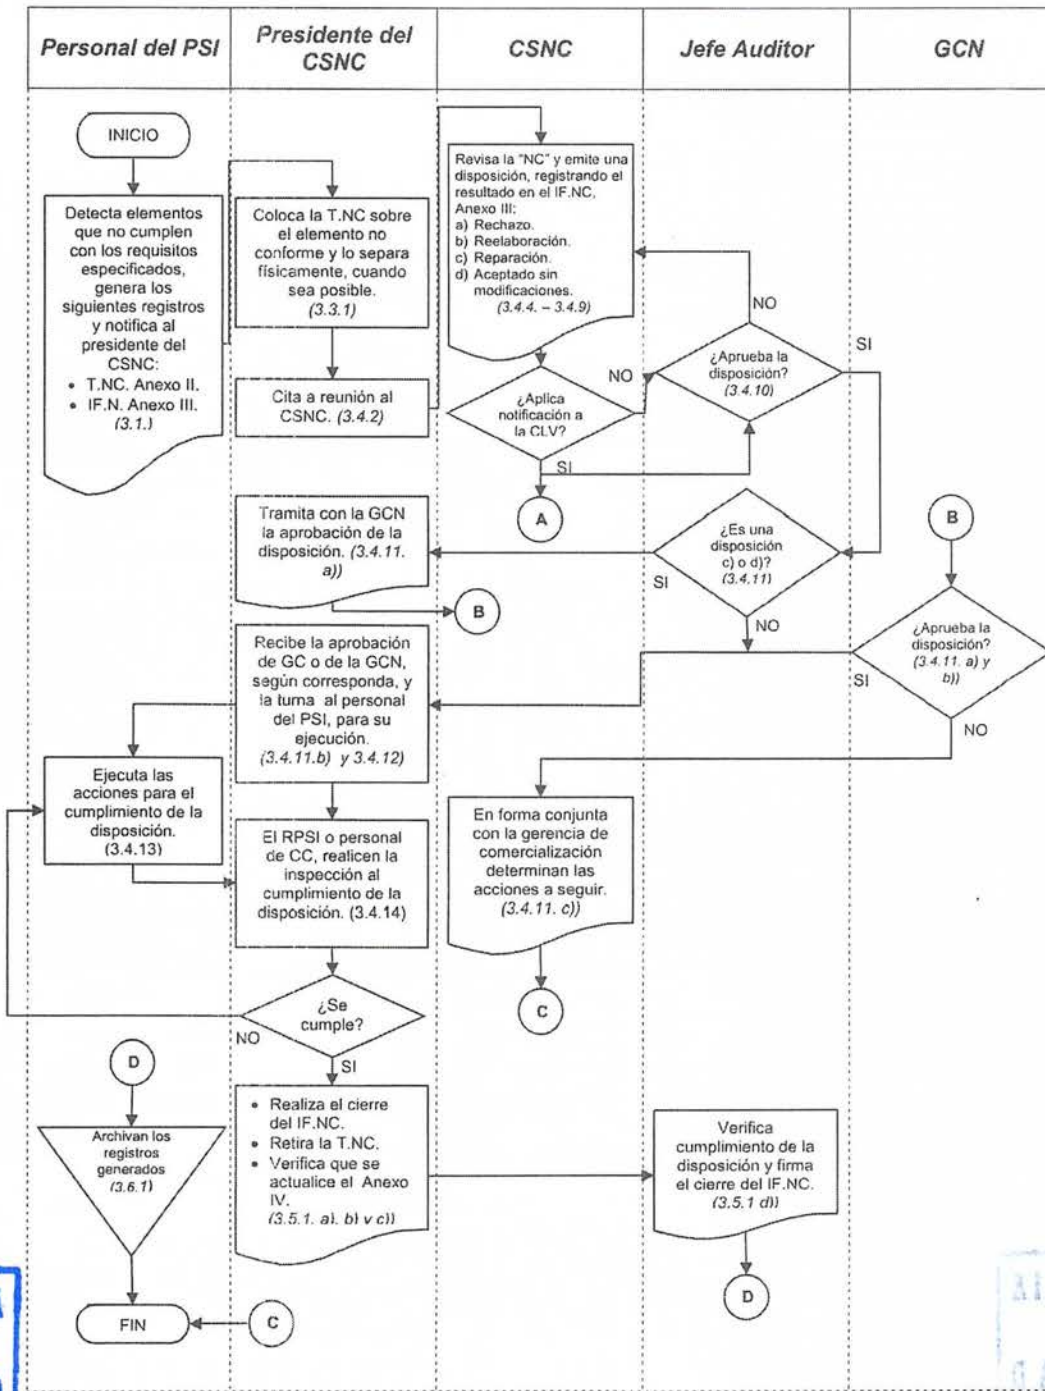 Personal del PSI
Presidente del
CSNC
CSNC
Jefe Auditor
GCN
INICIO
Detecta elementos
que no cumplen
con los requisitos
especificados,
genera los
siguientes registros
y notifica al
presidente del
CSNC:
• T.NC. Anexo II.
• IF.N. Anexo III.
(3.1.)
Coloca la T.NC sobre
el elemento no
conforme y lo separa
físicamente, cuando
sea posible.
(3.3.1)
Cita a reunión al
CSNC. (3.4.2)
Revisa la "NC" y emite una
disposición, registrando el
resultado en el IF.NC,
Anexo III:
a) Rechazo.
b) Reelaboración.
c) Reparación.
d) Aceptado sin
modificaciones.
(3.4.4. – 3.4.9)
¿Aplica
notificación a
la CLV?
NO
SI
A
¿Aprueba la
disposición?
(3.4.10)
NO
SI
¿Es una
disposición
c) o d)?
(3.4.11)
SI
NO
Tramita con la GCN
la aprobación de la
disposición. (3.4.11.
a))
B
B
¿Aprueba la
disposición?
(3.4.11. a) y
b))
SI
NO
Recibe la aprobación
de GC o de la GCN,
según corresponda, y
la turna al personal
del PSI, para su
ejecución.
(3.4.11.b) y 3.4.12)
Ejecuta las
acciones para el
cumplimiento de la
disposición.
(3.4.13)
El RPSI o personal
de CC, realicen la
inspección al
cumplimiento de la
disposición. (3.4.14)
En forma conjunta
con la gerencia de
comercialización
determinan las
acciones a seguir.
(3.4.11. c))
C
¿Se
cumple?
NO
SI
D
Archivan los
registros
generados
(3.6.1)
• Realiza el cierre
del IF.NC.
• Retira la T.NC.
• Verifica que se
actualice el Anexo
IV.
(3.5.1. a). b) y c))
Verifica
cumplimiento de la
disposición y firma
el cierre del IF.NC.
(3.5.1 d))
D
FIN
C